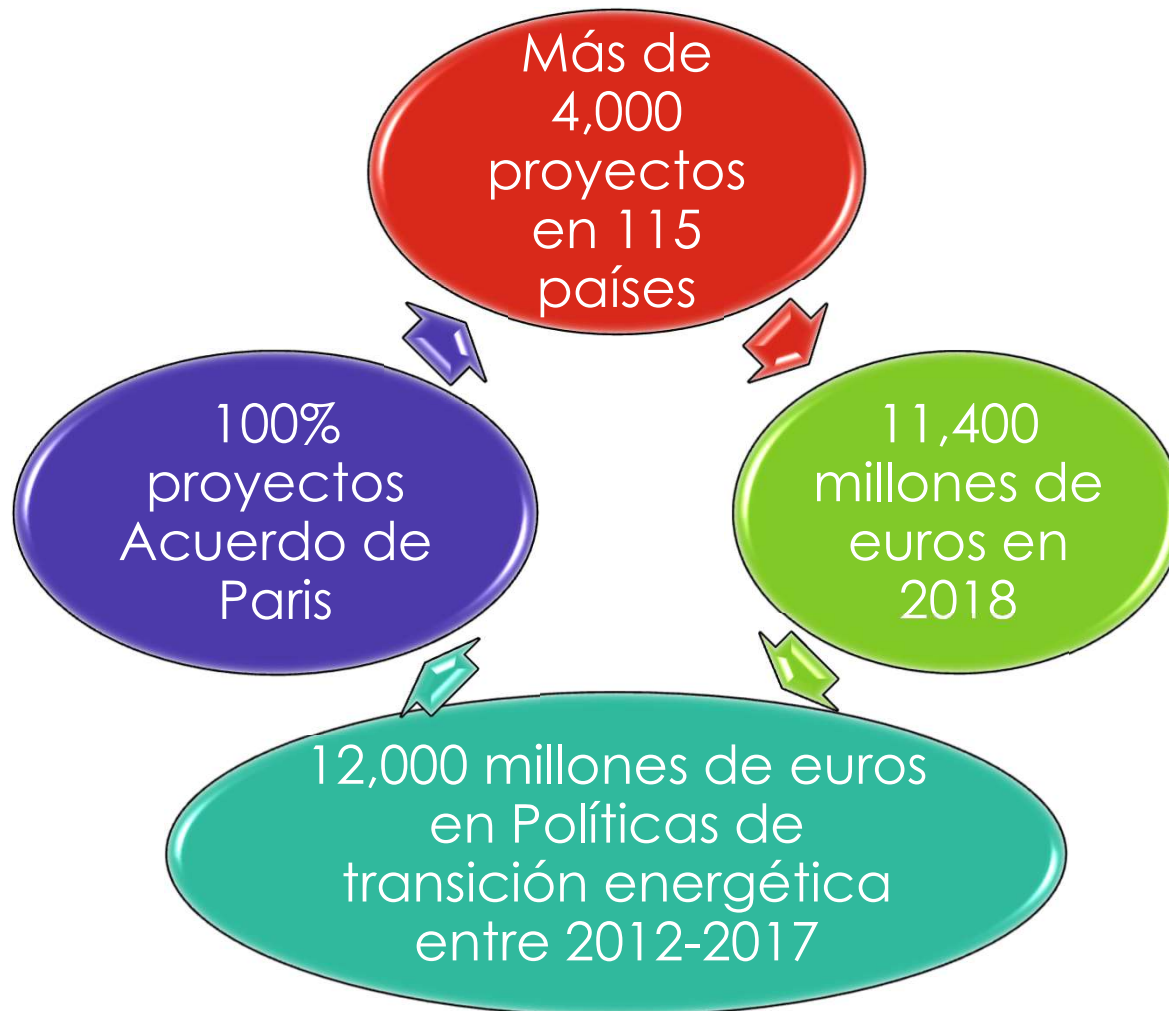 Más de
4,000
proyectos
en 115
países
100%
proyectos
Acuerdo de
Paris
11,400
millones de
euros en
2018
12,000 millones de euros
en Políticas de
transición energética
entre 2012-2017